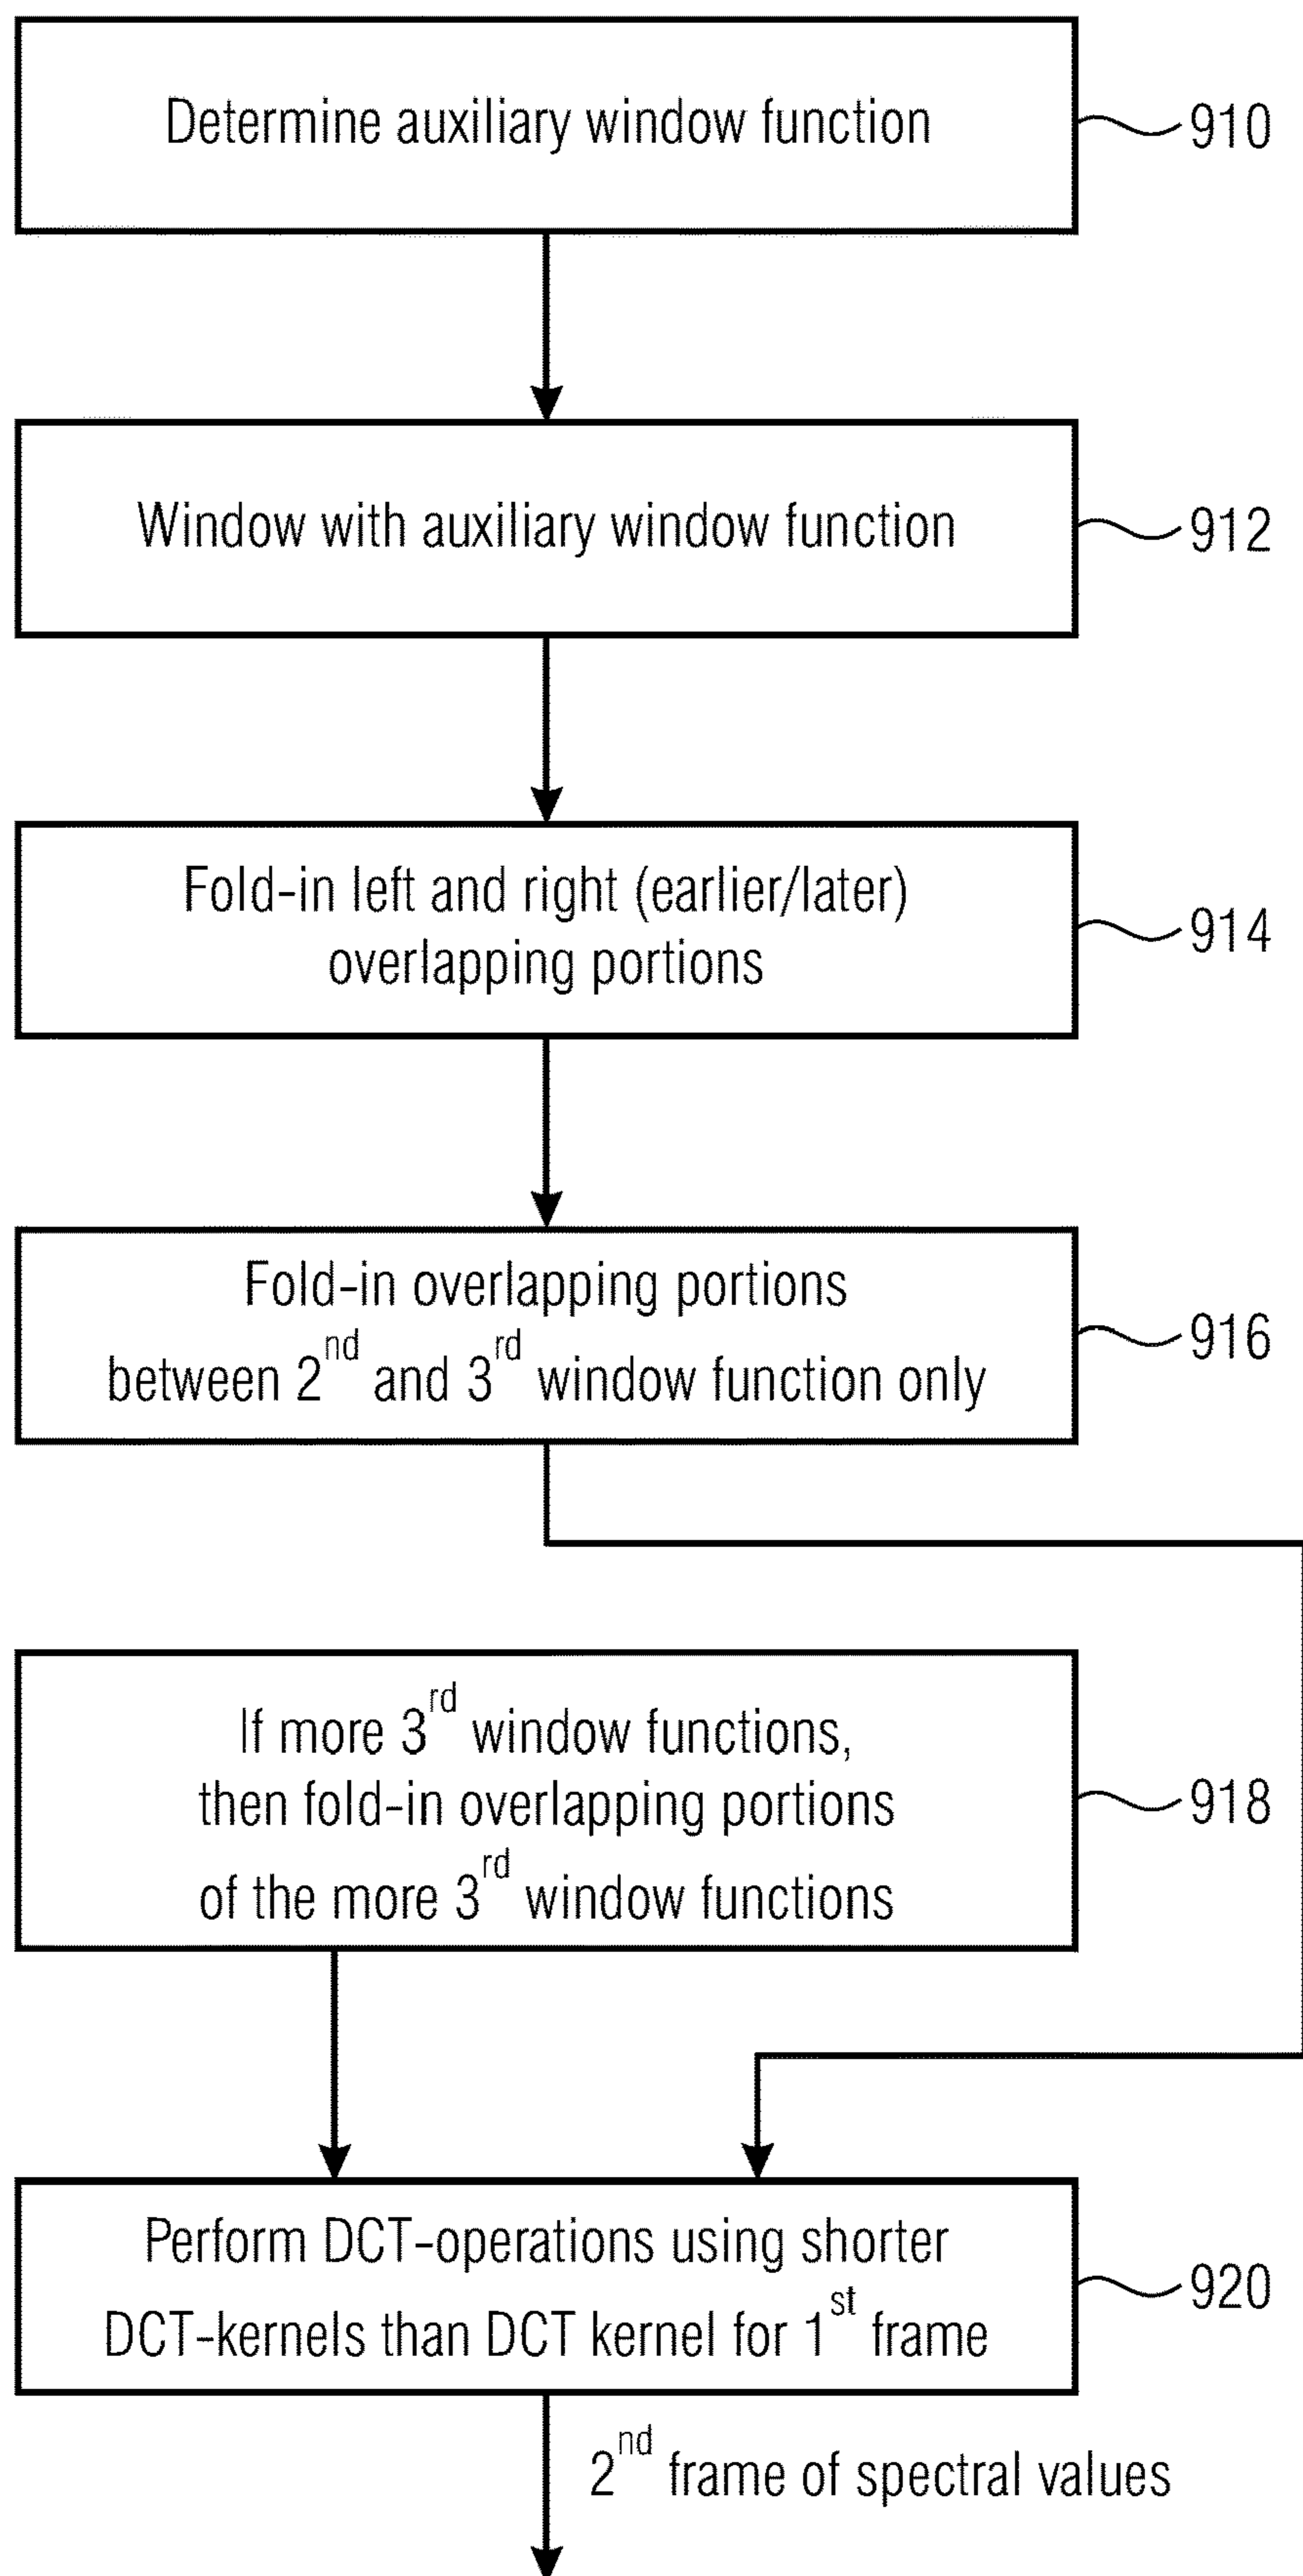 Determine auxiliary window function
910
Window with auxiliary window function
912
Fold-in left and right (earlier/later)
overlapping portions
914
Fold-in overlapping portions
between 2nd and 3rd window function only
916
If more 3rd window functions,
then fold-in overlapping portions
of the more 3rd window functions
918
Perform DCT-operations using shorter
DCT-kernels than DCT kernel for 1st frame
920
2nd frame of spectral values